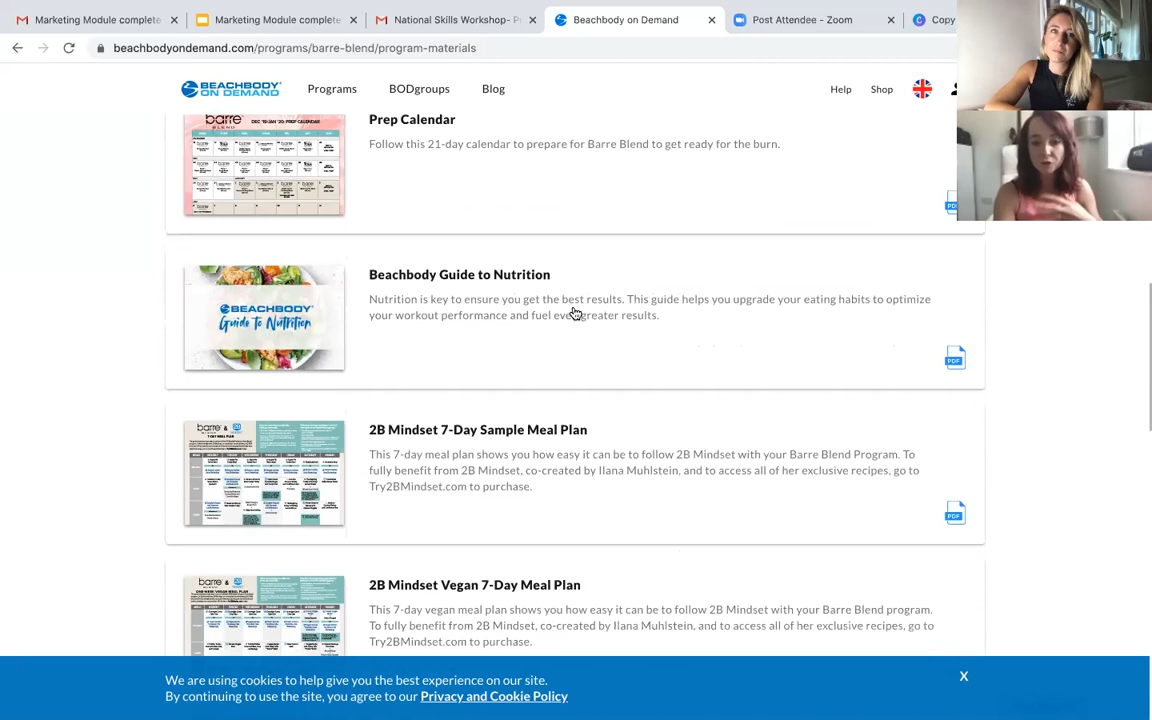 Marketing Module complete
Marketing Module complete
National Skills Workshop- P
Beachbody on Demand
Post Attendee - Zoom
Copy
beachbodyondemand.com/programs/barre-blend/program-materials
BEACHBODY
ON DEMAND
Programs
BODgroups
Blog
Help
Shop
barre
BLEND
Prep Calendar
Follow this 21-day calendar to prepare for Barre Blend to get ready for the burn.
PDF
BEACHBODY
Guide to Nutrition
Beachbody Guide to Nutrition
Nutrition is key to ensure you get the best results. This guide helps you upgrade your eating habits to optimize
your workout performance and fuel even greater results.
PDF
barre
2B Mindset 7-Day Sample Meal Plan
This 7-day meal plan shows you how easy it can be to follow 2B Mindset with your Barre Blend Program. To
fully benefit from 2B Mindset, co-created by Ilana Muhlstein, and to access all of her exclusive recipes, go to
Try2BMindset.com to purchase.
PDF
barre
2B Mindset Vegan 7-Day Meal Plan
This 7-day vegan meal plan shows you how easy it can be to follow 2B Mindset with your Barre Blend program.
To fully benefit from 2B Mindset, co-created by Ilana Muhlstein, and to access all of her exclusive recipes, go to
Try2BMindset.com to purchase.
We are using cookies to help give you the best experience on our site.
By continuing to use the site, you agree to our Privacy and Cookie Policy
X